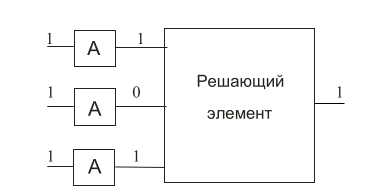 1 А 1
Решающий
1 А 0
элемент
1
1 А 1